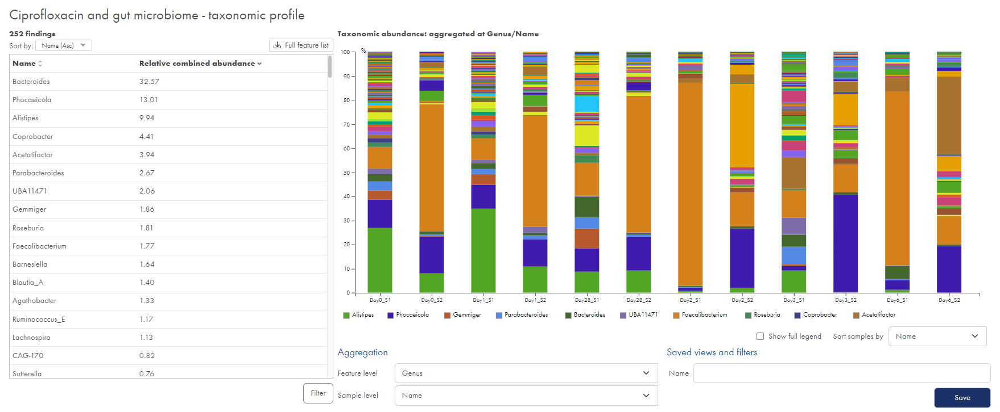 Ciprofloxacin and gut microbiome - taxonomic profile
252 findings
Sort by: Name (Asc)
Full feature list
Name Relative combined abundance
Bacteroides 32.57
Phocaeicola 13.01
Alistipes 9.94
Coprobacter 4.41
Acetatifactor 3.94
Parabacteroides 2.67
UBA11471 2.06
Gemmiger 1.86
Roseburia 1.81
Faecalibacterium 1.77
Barnesiella 1.64
Blautia_A 1.40
Agathobacter 1.33
Ruminococcus_E 1.17
Lachnospira 1.13
CAG-170 0.82
Sutterella 0.76
Filter
Taxonomic abundance: aggregated at Genus/Name
%
100
90
80
70
60
50
40
30
20
10
0
Day0_S1 Day0_S2 Day1_S1 Day1_S2 Day28_S1 Day28_S2 Day2_S1 Day2_S2 Day3_S1 Day3_S2 Day6_S1 Day6_S2
Alistipes Phocaeicola Gemmiger Parabacteroides Bacteroides UBA11471 Faecalibacterium Roseburia Coprobacter Acetatifactor
Show full legend Sort samples by Name
Aggregation
Feature level Genus
Sample level Name
Saved views and filters
Name
Save